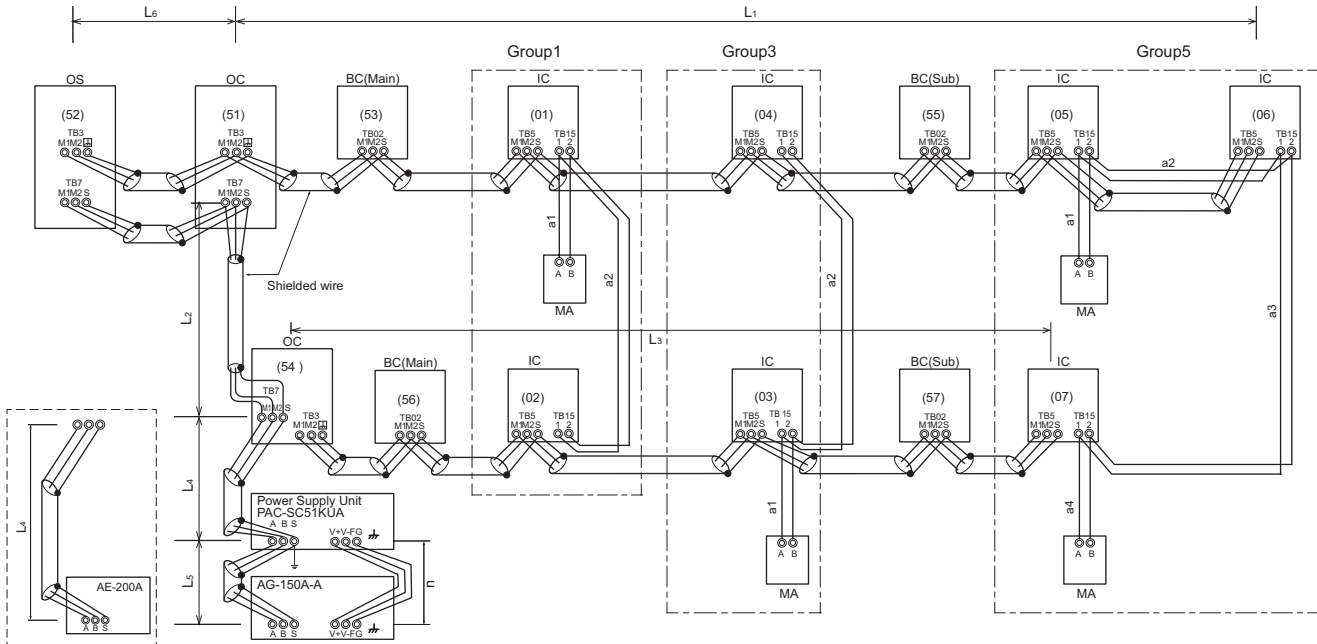 L6
L1
Group1
Group3
Group5
OS
OC
BC(Main)
IC
IC
BC(Sub)
IC
IC
(52)
(51)
(53)
(01)
(04)
(55)
(05)
(06)
TB3
M1M2
TB3
M1M2
TB02
M1M2S
TB5
M1M2S
TB15
1 2
TB5
M1M2S
TB15
1 2
TB02
M1M2S
TB5
M1M2S
TB15
1 2
TB5
M1M2S
TB15
1 2
TB7
M1M2 S
TB7
M1M2 S
a2
a1
a2
a2
a1
a3
Shielded wire
A B
MA
A B
MA
L2
L3
OC
BC(Main)
IC
IC
BC(Sub)
IC
(54)
(56)
(02)
(03)
(57)
(07)
TB7
M1M2 S
TB3
M1M2
TB02
M1M2S
TB5
M1M2S
TB15
1 2
TB5
M1M2S
TB 15
1 2
TB02
M1M2S
TB5
M1M2S
TB15
1 2
L4
L4
a1
a4
Power Supply Unit
PAC-SC51KUA
A B S
V+V-FG
A B
MA
A B
MA
L5
n
AE-200A
A B S
AG-150A-A
A B S
V+V-FG